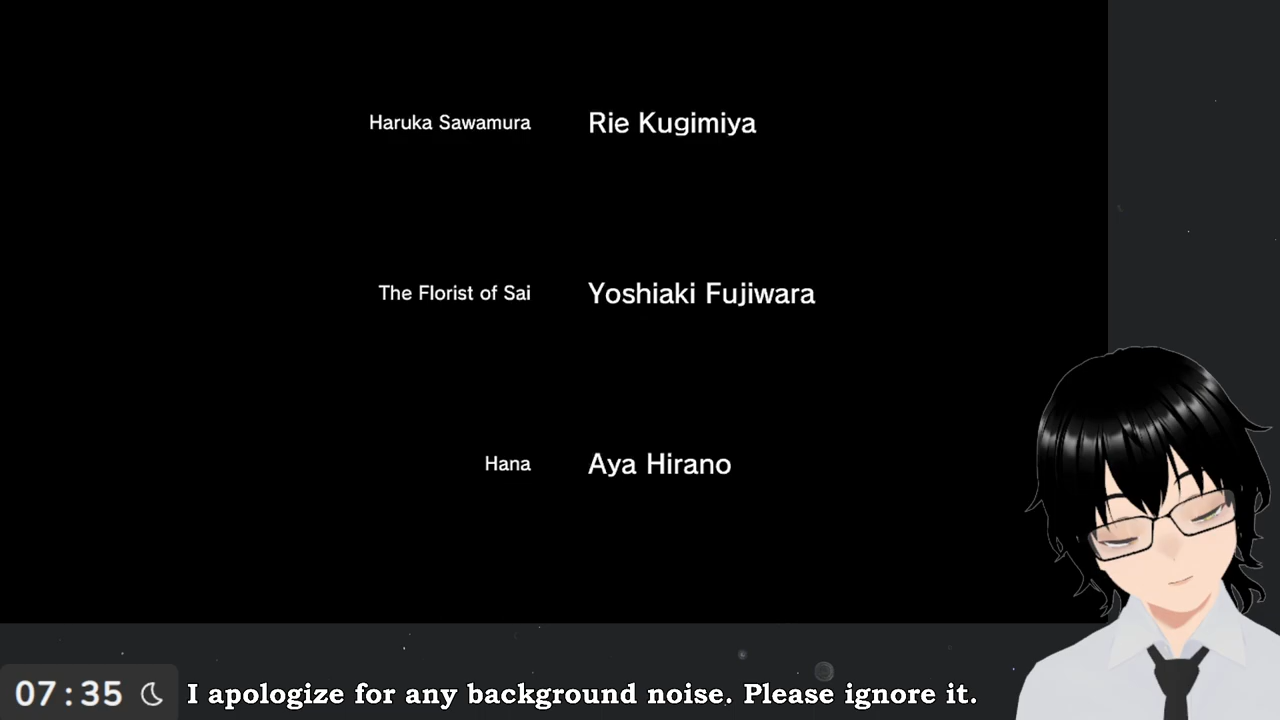 Haruka Sawamura Rie Kugimiya
The Florist of Sai Yoshiaki Fujiwara
Hana Aya Hirano
07:35
I apologize for any background noise. Please ignore it.